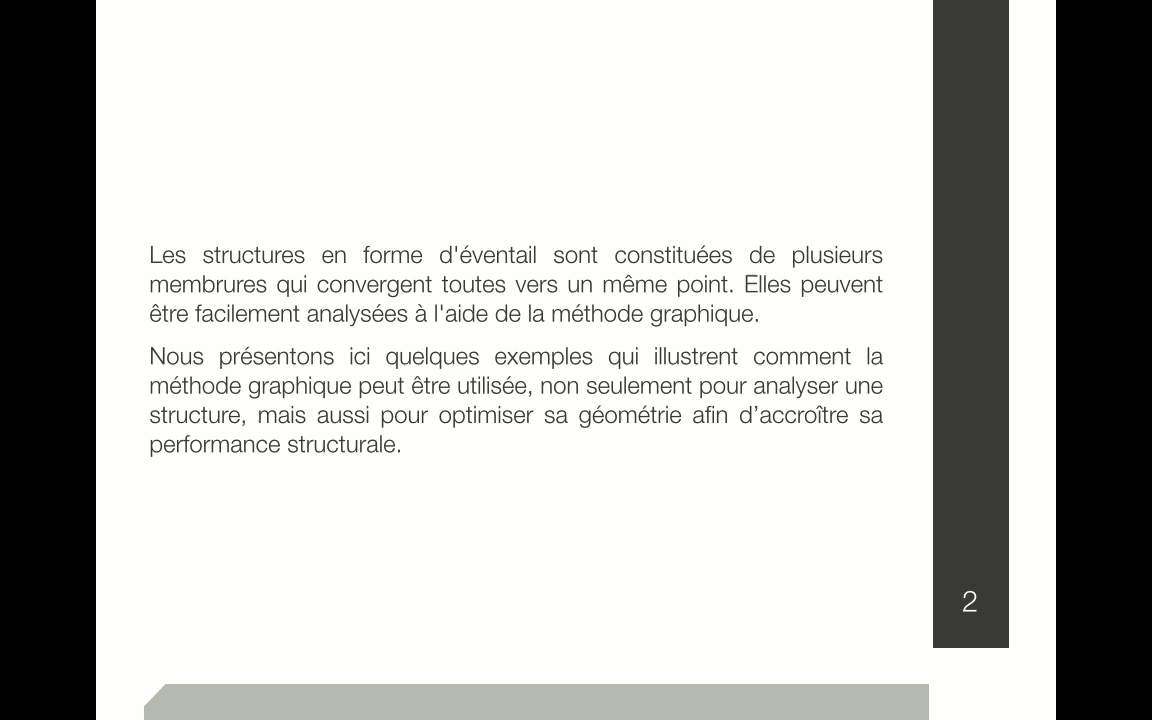 Les structures en forme d'éventail sont constituées de plusieurs
membrures qui convergent toutes vers un même point. Elles peuvent
être facilement analysées à l'aide de la méthode graphique.
Nous présentons ici quelques exemples qui illustrent comment la
méthode graphique peut être utilisée, non seulement pour analyser une
structure, mais aussi pour optimiser sa géométrie afin d’accroître sa
performance structurale.
2